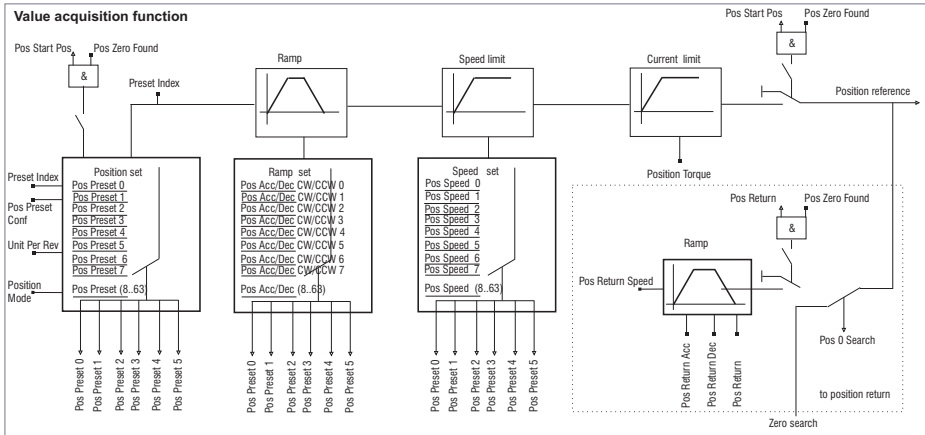 Value acquisition function
Pos Start Pos
Pos Zero Found
&
Preset Index
Ramp
Speed limit
Current limit
Pos Start Pos
Pos Zero Found
&
Position reference
Position Torque
Preset Index
Pos Preset
Conf
Unit Per Rev
Position
Mode
Position set
Pos Preset 0
Pos Preset 1
Pos Preset 2
Pos Preset 3
Pos Preset 4
Pos Preset 5
Pos Preset 6
Pos Preset 7
Pos Preset (8..63)
Pos Preset 0
Pos Preset 1
Pos Preset 2
Pos Preset 3
Pos Preset 4
Pos Preset 5
Ramp set
Pos Acc/Dec CW/CCW 0
Pos Acc/Dec CW/CCW 1
Pos Acc/Dec CW/CCW 2
Pos Acc/Dec CW/CCW 3
Pos Acc/Dec CW/CCW 4
Pos Acc/Dec CW/CCW 5
Pos Acc/Dec CW/CCW 6
Pos Acc/Dec CW/CCW 7
Pos Acc/Dec (8..63)
Pos Preset 0
Pos Preset 1
Pos Preset 2
Pos Preset 3
Pos Preset 4
Pos Preset 5
Speed set
Pos Speed 0
Pos Speed 1
Pos Speed 2
Pos Speed 3
Pos Speed 4
Pos Speed 5
Pos Speed 6
Pos Speed 7
Pos Speed (8..63)
Pos Preset 0
Pos Preset 1
Pos Preset 2
Pos Preset 3
Pos Preset 4
Pos Preset 5
Pos Return
Pos Zero Found
&
Ramp
Pos Return Speed
Pos Return Acc
Pos Return Dec
Pos Return
Pos 0 Search
to position return
Zero search